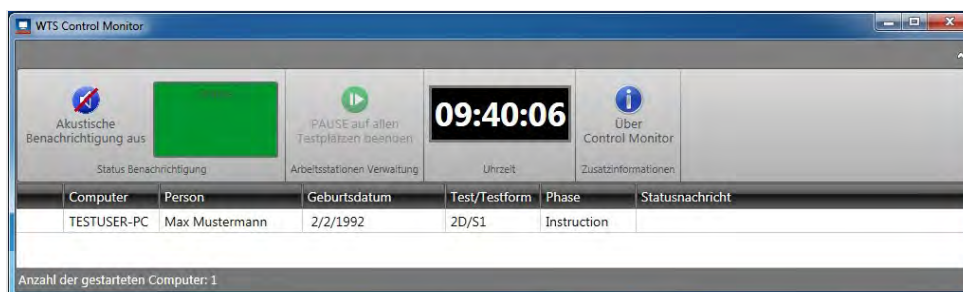 WTS Control Monitor
Akustische
Benachrichtigung aus
PAUSE auf allen
Testplätzen beenden
09:40:06
Über
Control Monitor
Status Benachrichtigung
Arbeitsstationen Verwaltung
Uhrzeit
Zusatzinformationen
Computer Person Geburtsdatum Test/Testform Phase Statusnachricht
TESTUSER-PC Max Mustermann 2/2/1992 2D/S1 Instruction
Anzahl der gestarteten Computer: 1